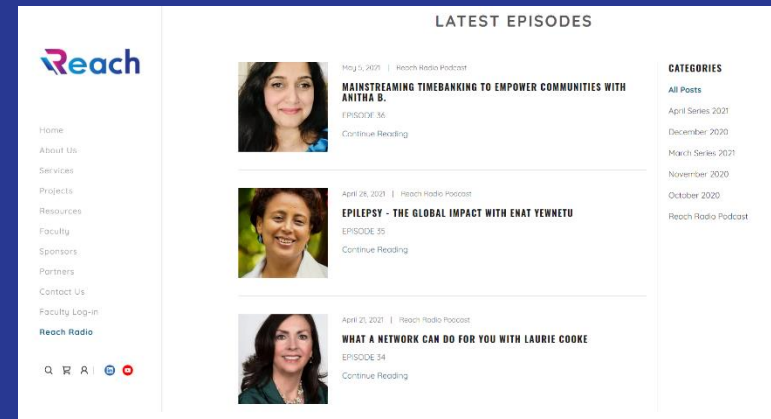 LATEST EPISODES
Reach
Home
About Us
Services
Projects
Resources
Faculty
Sponsors
Partners
Contact Us
Faculty Log-in
Reach Radio
May 5, 2021 | Reach Radio Podcast
MAINSTREAMING TIMEBANKING TO EMPOWER COMMUNITIES WITH
ANITHA B.
EPISODE 36
Continue Reading
April 28, 2021 | Reach Radio Podcast
EPILEPSY - THE GLOBAL IMPACT WITH ENAT YEWNETU
EPISODE 35
Continue Reading
April 21, 2021 | Reach Radio Podcast
WHAT A NETWORK CAN DO FOR YOU WITH LAURIE COOKE
EPISODE 34
Continue Reading
CATEGORIES
All Posts
April Series 2021
December 2020
March Series 2021
November 2020
October 2020
Reach Radio Podcast